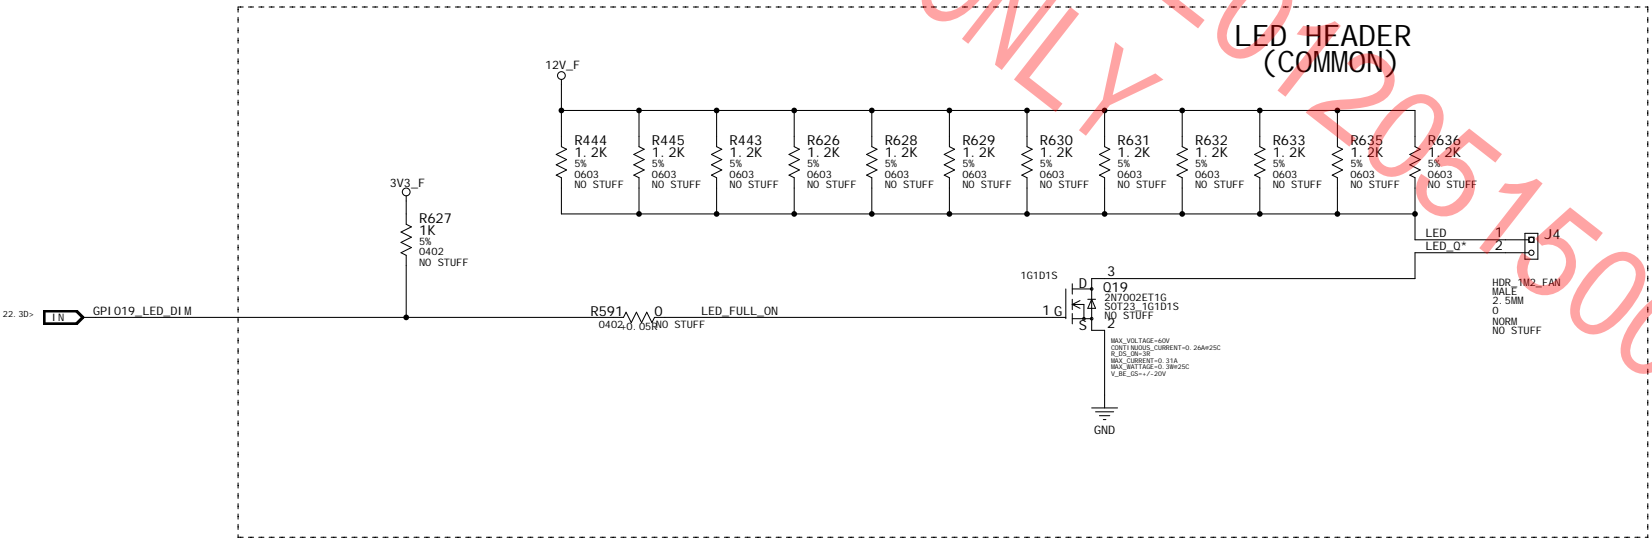 LED HEADER
(COMMON)
ONLY
012051500
12V_F
R444
1.2K
5%
0603
NO STUFF
R445
1.2K
5%
0603
NO STUFF
R443
1.2K
5%
0603
NO STUFF
R626
1.2K
5%
0603
NO STUFF
R628
1.2K
5%
0603
NO STUFF
R629
1.2K
5%
0603
NO STUFF
R630
1.2K
5%
0603
NO STUFF
R631
1.2K
5%
0603
NO STUFF
R632
1.2K
5%
0603
NO STUFF
R633
1.2K
5%
0603
NO STUFF
R635
1.2K
5%
0603
NO STUFF
R636
1.2K
5%
0603
NO STUFF
3V3_F
R627
1K
5%
0402
NO STUFF
LED 1
LED_Q* 2
J4
HDR_1M2_FAN
MALE
2.5MM
0
NORM
NO STUFF
1G1D1S
D 3
Q19
2N7002ET1G
SOT23_1G1D1S
NO STUFF
1 G
S 2
22.3D> IN GPIO19_LED_DIM
R591 0 LED_FULL_ON
0402 +0.05R NO STUFF
MAX_VOLTAGE=60V
CONTINUOUS_CURRENT=0.26A@25C
R_DS_ON=3R
MAX_CURRENT=0.31A
MAX_WATTAGE=0.3W@25C
V_BE_GS=+/-20V
GND